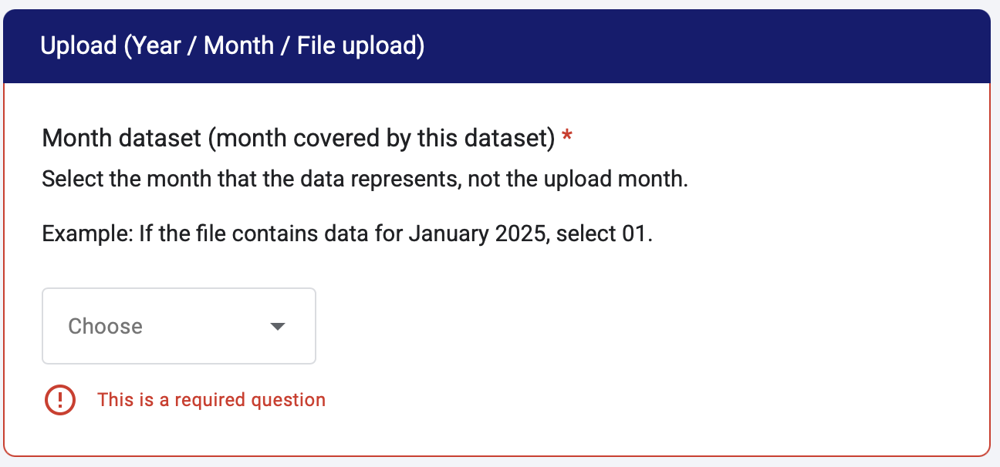 Upload (Year / Month / File upload)
Month dataset (month covered by this dataset) *
Select the month that the data represents, not the upload month.
Example: If the file contains data for January 2025, select 01.
Choose
This is a required question